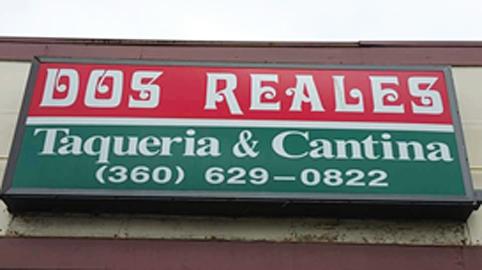 DOS REALES
Taqueria & Cantina
(360) 629-0822